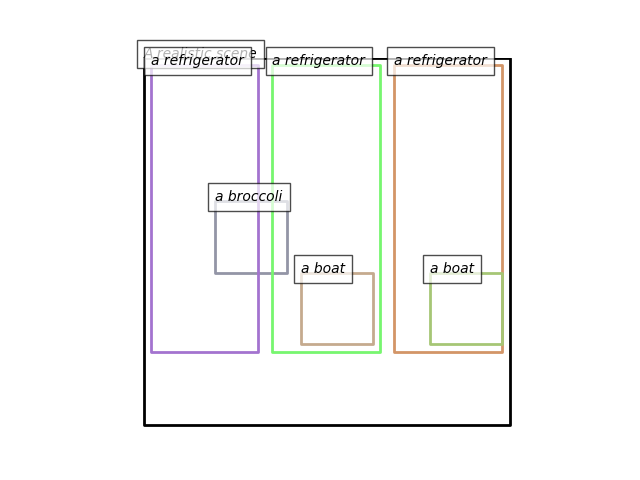 A realistic scene
a refrigerator
a refrigerator
a refrigerator
a broccoli
a boat
a boat